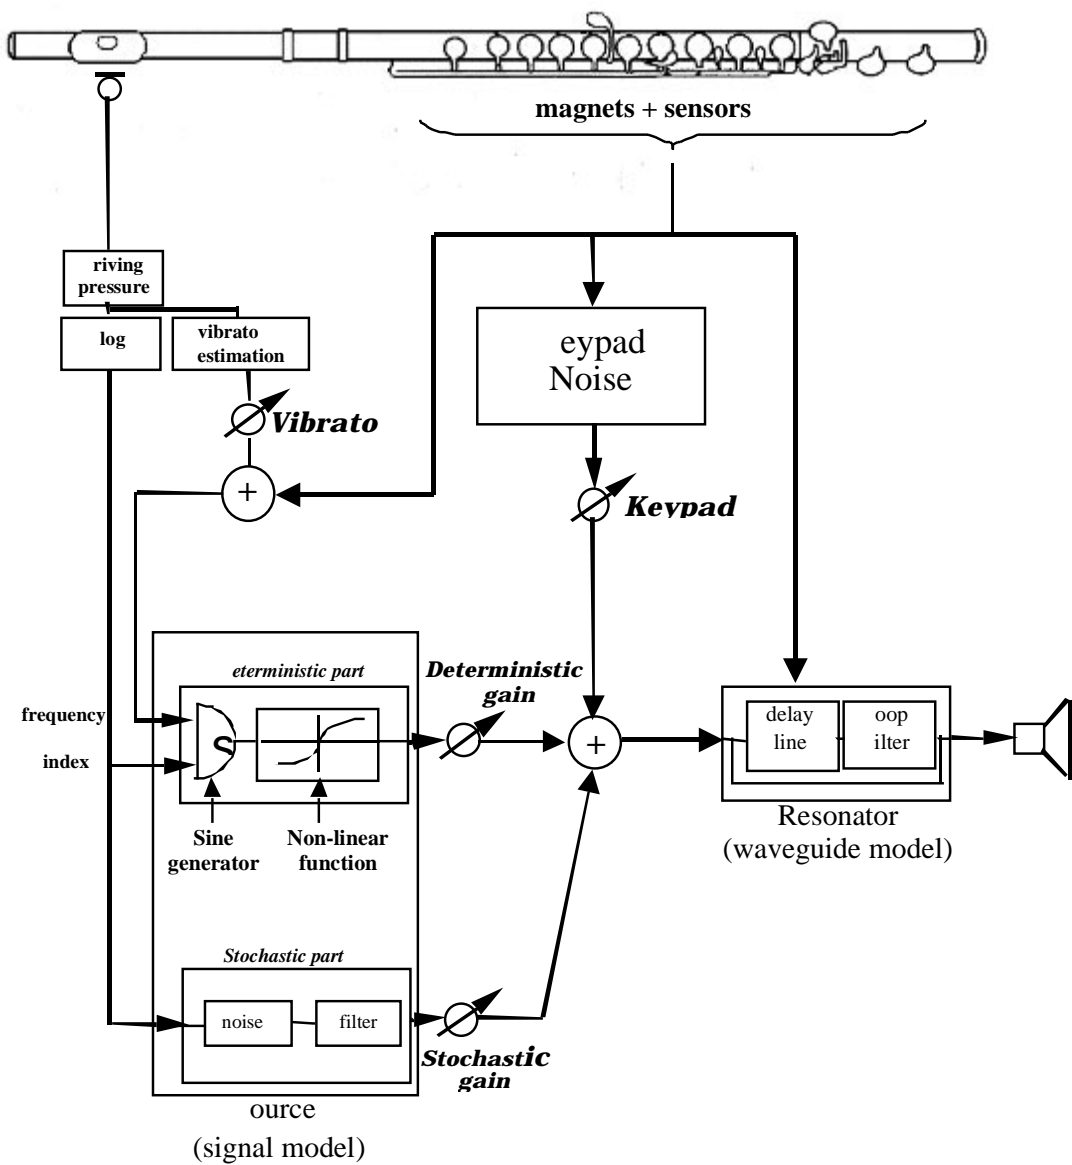 magnets + sensors
riving
pressure
log
vibrato
estimation
eypad
Noise
Vibrato
+
Keypad
eterministic part
Deterministic
gain
frequency
index
delay
line
oop
ilter
+
Sine
generator
Non-linear
function
Resonator
(waveguide model)
Stochastic part
noise
filter
Stochastic
gain
ource
(signal model)